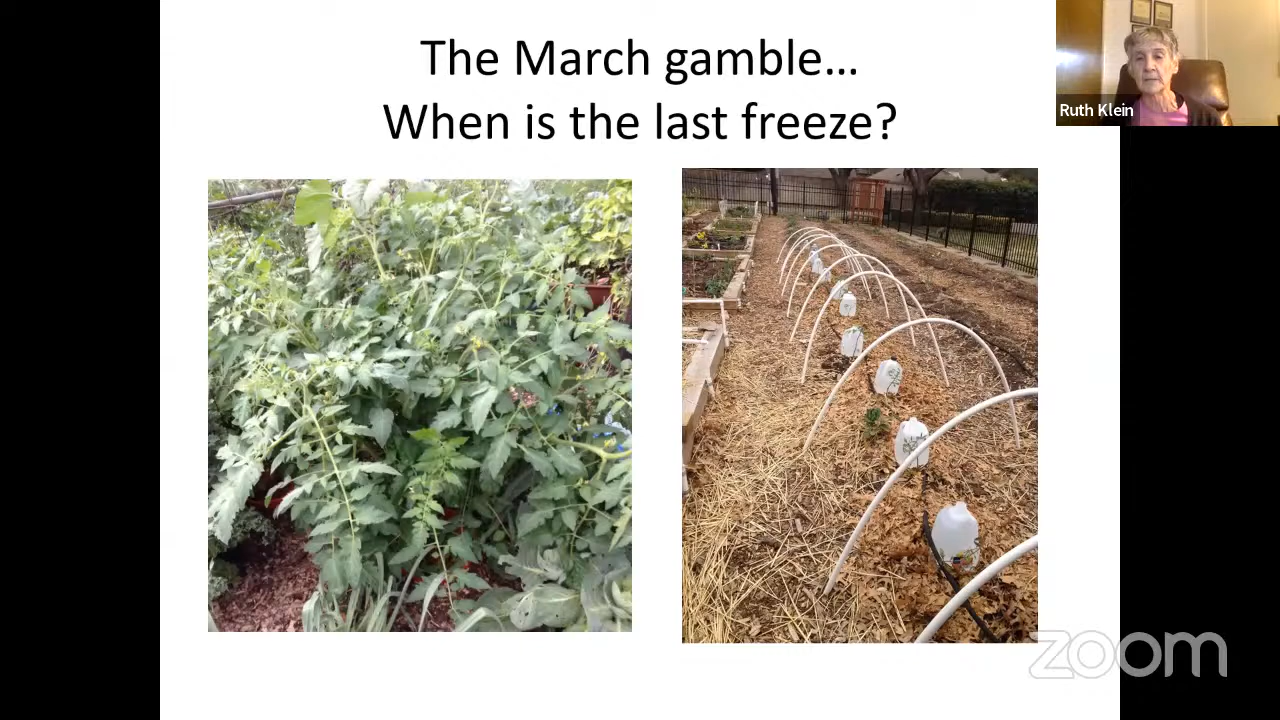 The March gamble...
When is the last freeze?
Ruth Klein
zoom